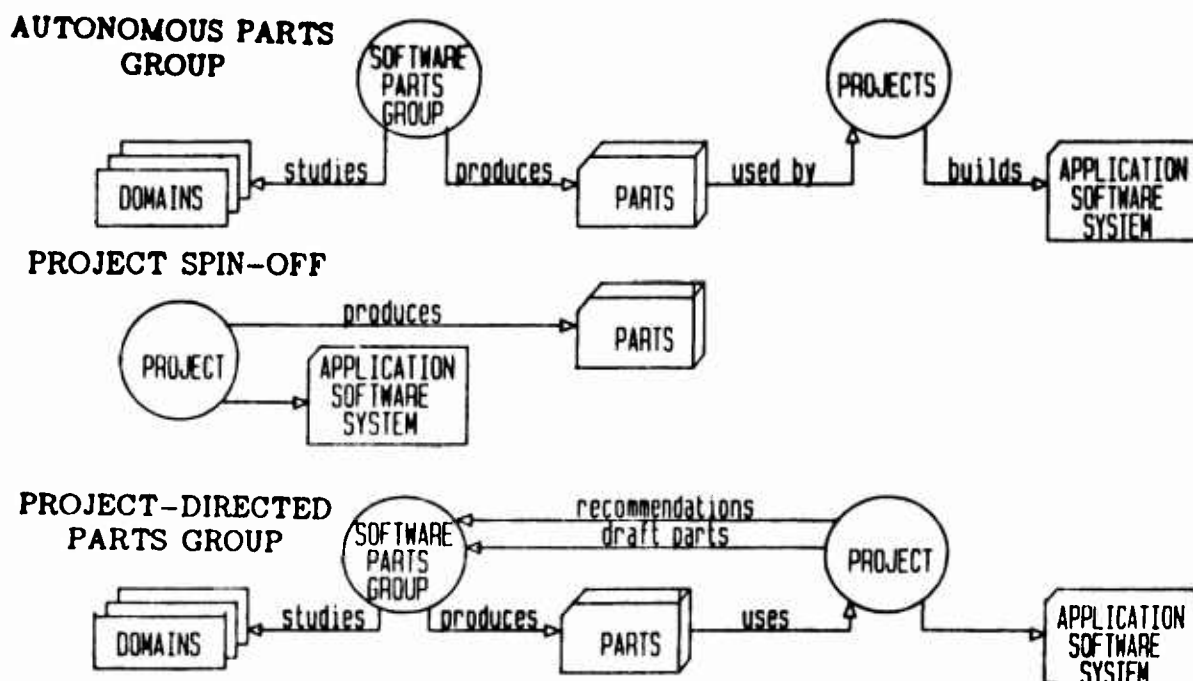 AUTONOMOUS PARTS
GROUP
SOFTWARE
PARTS
GROUP
PROJECTS
studies
produces
used by
builds
DOMAINS
PARTS
APPLICATION
SOFTWARE
SYSTEM
PROJECT SPIN-OFF
produces
PARTS
PROJECT
APPLICATION
SOFTWARE
SYSTEM
PROJECT-DIRECTED
PARTS GROUP
recommendations
draft parts
SOFTWARE
PARTS
GROUP
PROJECT
studies
produces
uses
DOMAINS
PARTS
APPLICATION
SOFTWARE
SYSTEM